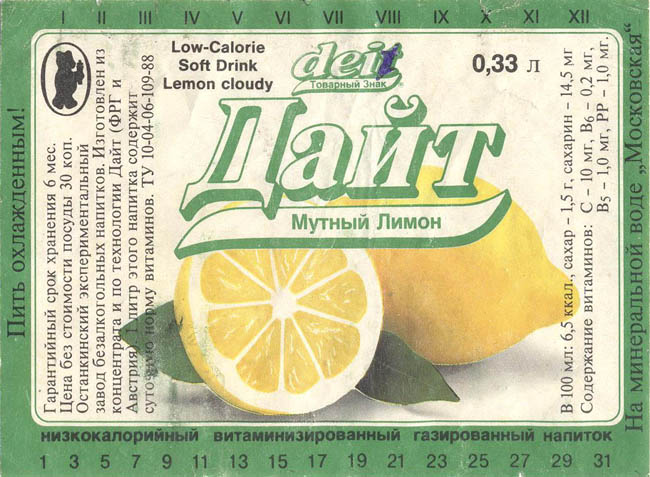 I II III IV V VI VII VIII IX X XI XII
Low-Calorie
Soft Drink
Lemon cloudy
deit
Товарный Знак
0,33 л
Дайт
Мутный Лимон
Пить охлажденным!
Гарантийный срок хранения 6 мес.
Цена без стоимости посуды 30 коп.
Останкинский экспериментальный
завод безалкогольных напитков. Изготовлен из
концентрата и по технологии Дайт (ФРГ и
Австрия). 1 литр этого напитка содержит
суточную норму витаминов. ТУ 10-04-06-109-88
В 100 мл: 6,5 ккал., сахар – 1,5 г, сахарин – 14,5 мг
Содержание витаминов: С – 10 мг, В₆ – 0,2 мг,
В₅ – 1,0 мг, РР – 1,0 мг.
На минеральной воде „Московская“
низкокалорийный витаминизированный газированный напиток
1 3 5 7 9 11 13 15 17 19 21 23 25 27 29 31